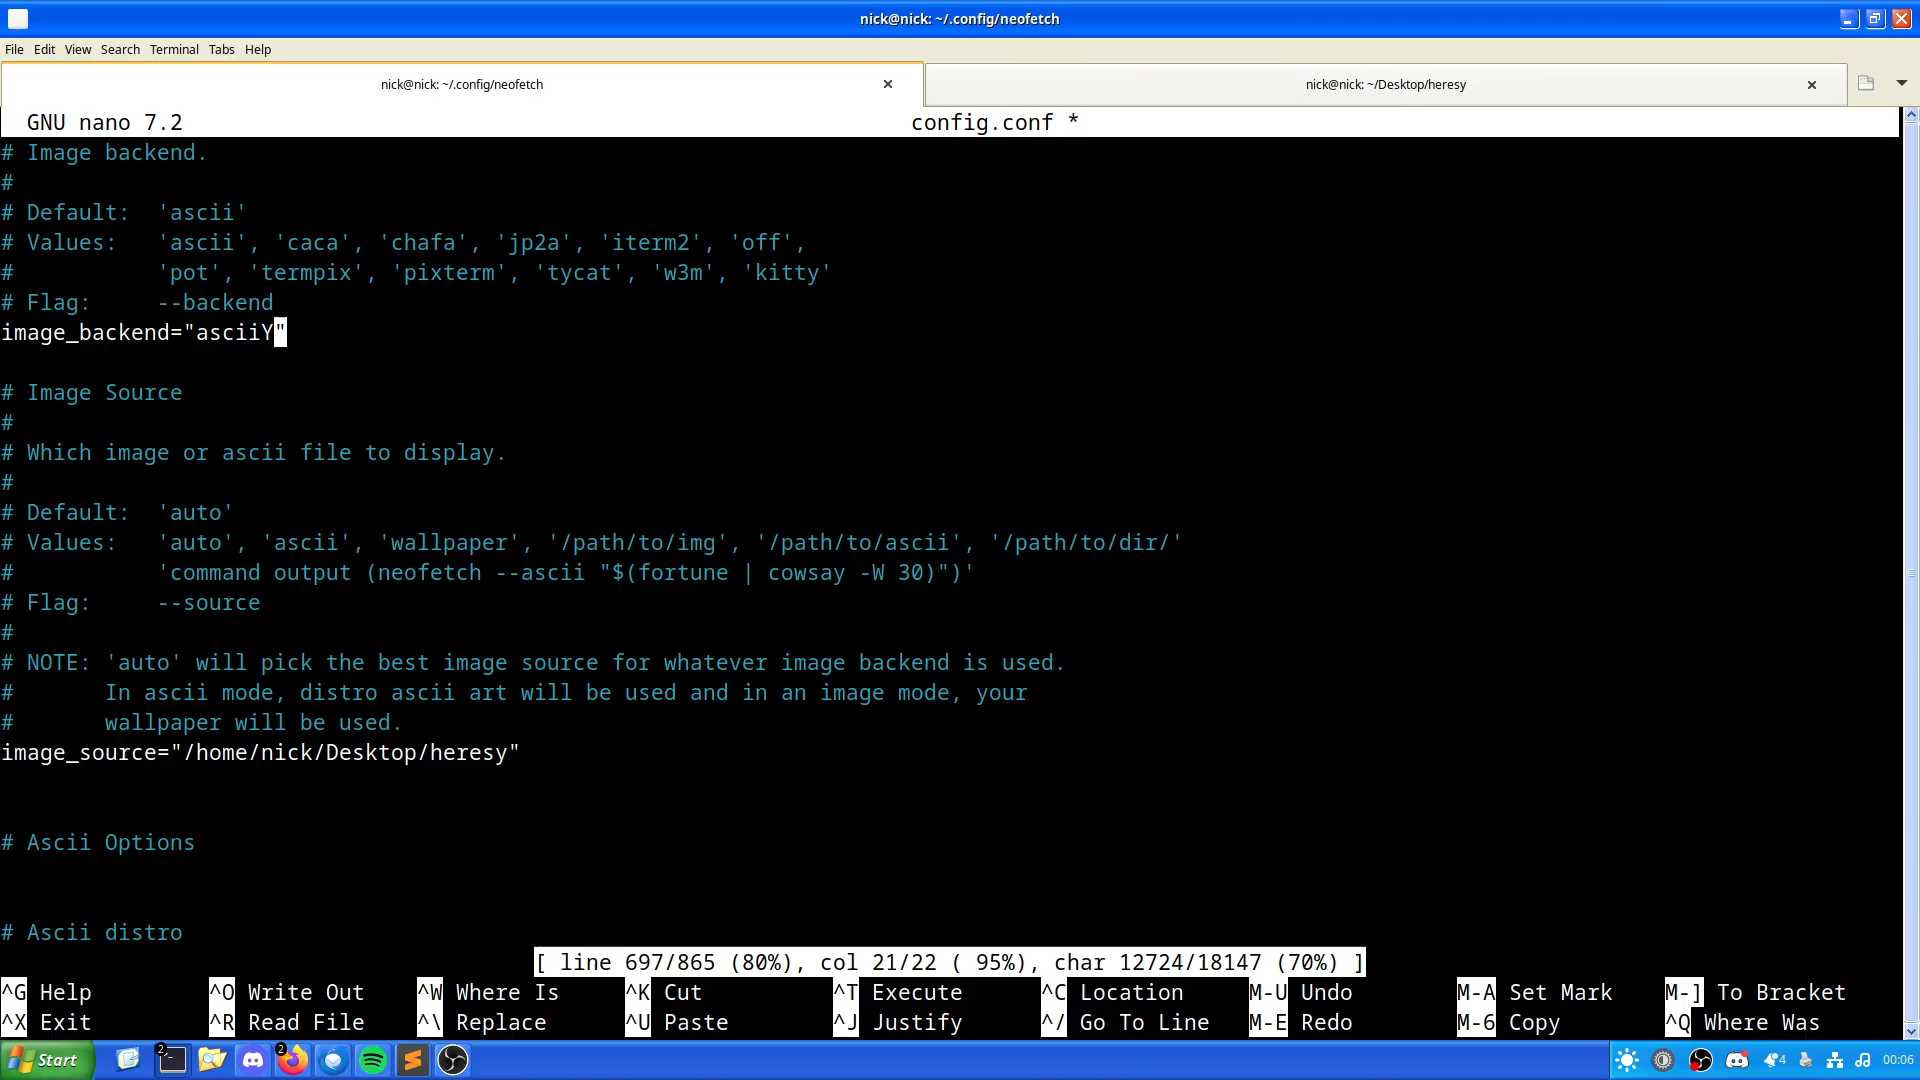 nick@nick: ~/.config/neofetch
File Edit View Search Terminal Tabs Help
nick@nick: ~/.config/neofetch
nick@nick: ~/Desktop/heresy
GNU nano 7.2 config.conf *
# Image backend.
#
# Default:  'ascii'
# Values:   'ascii', 'caca', 'chafa', 'jp2a', 'iterm2', 'off',
#           'pot', 'termpix', 'pixterm', 'tycat', 'w3m', 'kitty'
# Flag:     --backend
image_backend="asciiY"
# Image Source
#
# Which image or ascii file to display.
#
# Default:  'auto'
# Values:   'auto', 'ascii', 'wallpaper', '/path/to/img', '/path/to/ascii', '/path/to/dir/'
#           'command output (neofetch --ascii "$(fortune | cowsay -W 30)")'
# Flag:     --source
#
# NOTE: 'auto' will pick the best image source for whatever image backend is used.
#       In ascii mode, distro ascii art will be used and in an image mode, your
#       wallpaper will be used.
image_source="/home/nick/Desktop/heresy"
# Ascii Options
# Ascii distro
[ line 697/865 (80%), col 21/22 ( 95%), char 12724/18147 (70%) ]
^G Help ^O Write Out ^W Where Is ^K Cut ^T Execute ^C Location M-U Undo M-A Set Mark M-] To Bracket
^X Exit ^R Read File ^\ Replace ^U Paste ^J Justify ^/ Go To Line M-E Redo M-6 Copy ^Q Where Was
Start 2 2 4 00:06